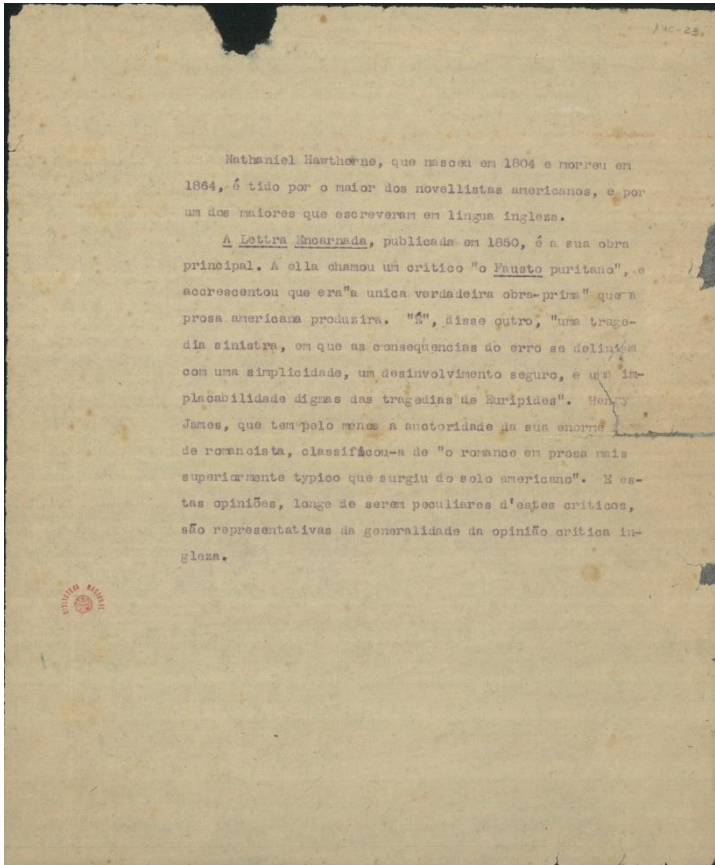 Nathaniel Hawthorne, que nasceu em 1804 e morreu em
1864, é tido por o maior dos novellistas americanos, e por
um dos maiores que escreveram em lingua ingleza.
A Lettra Encarnada, publicada em 1850, é a sua obra
principal. A ella chamou um critico "o Fausto puritano", e
accrescentou que era"a unica verdadeira obra-prima" que a
prosa americana produzira. "É", disse outro, "uma trage-
dia sinistra, em que as consequencias do erro se delineam
com uma simplicidade, um desinvolvimento seguro, e uma im-
placabilidade dignas das tragedias de Euripides". Henry
James, que tem pelo menos a auctoridade da sua enorme
de romancista, classificou-a de "o romance em prosa mais
superiormente typico que surgiu do solo americano". E es-
tas opiniões, longe de serem peculiares d'estes criticos,
são representativas da generalidade da opinião critica in-
gleza.
BIBLIOTECA NACIONAL